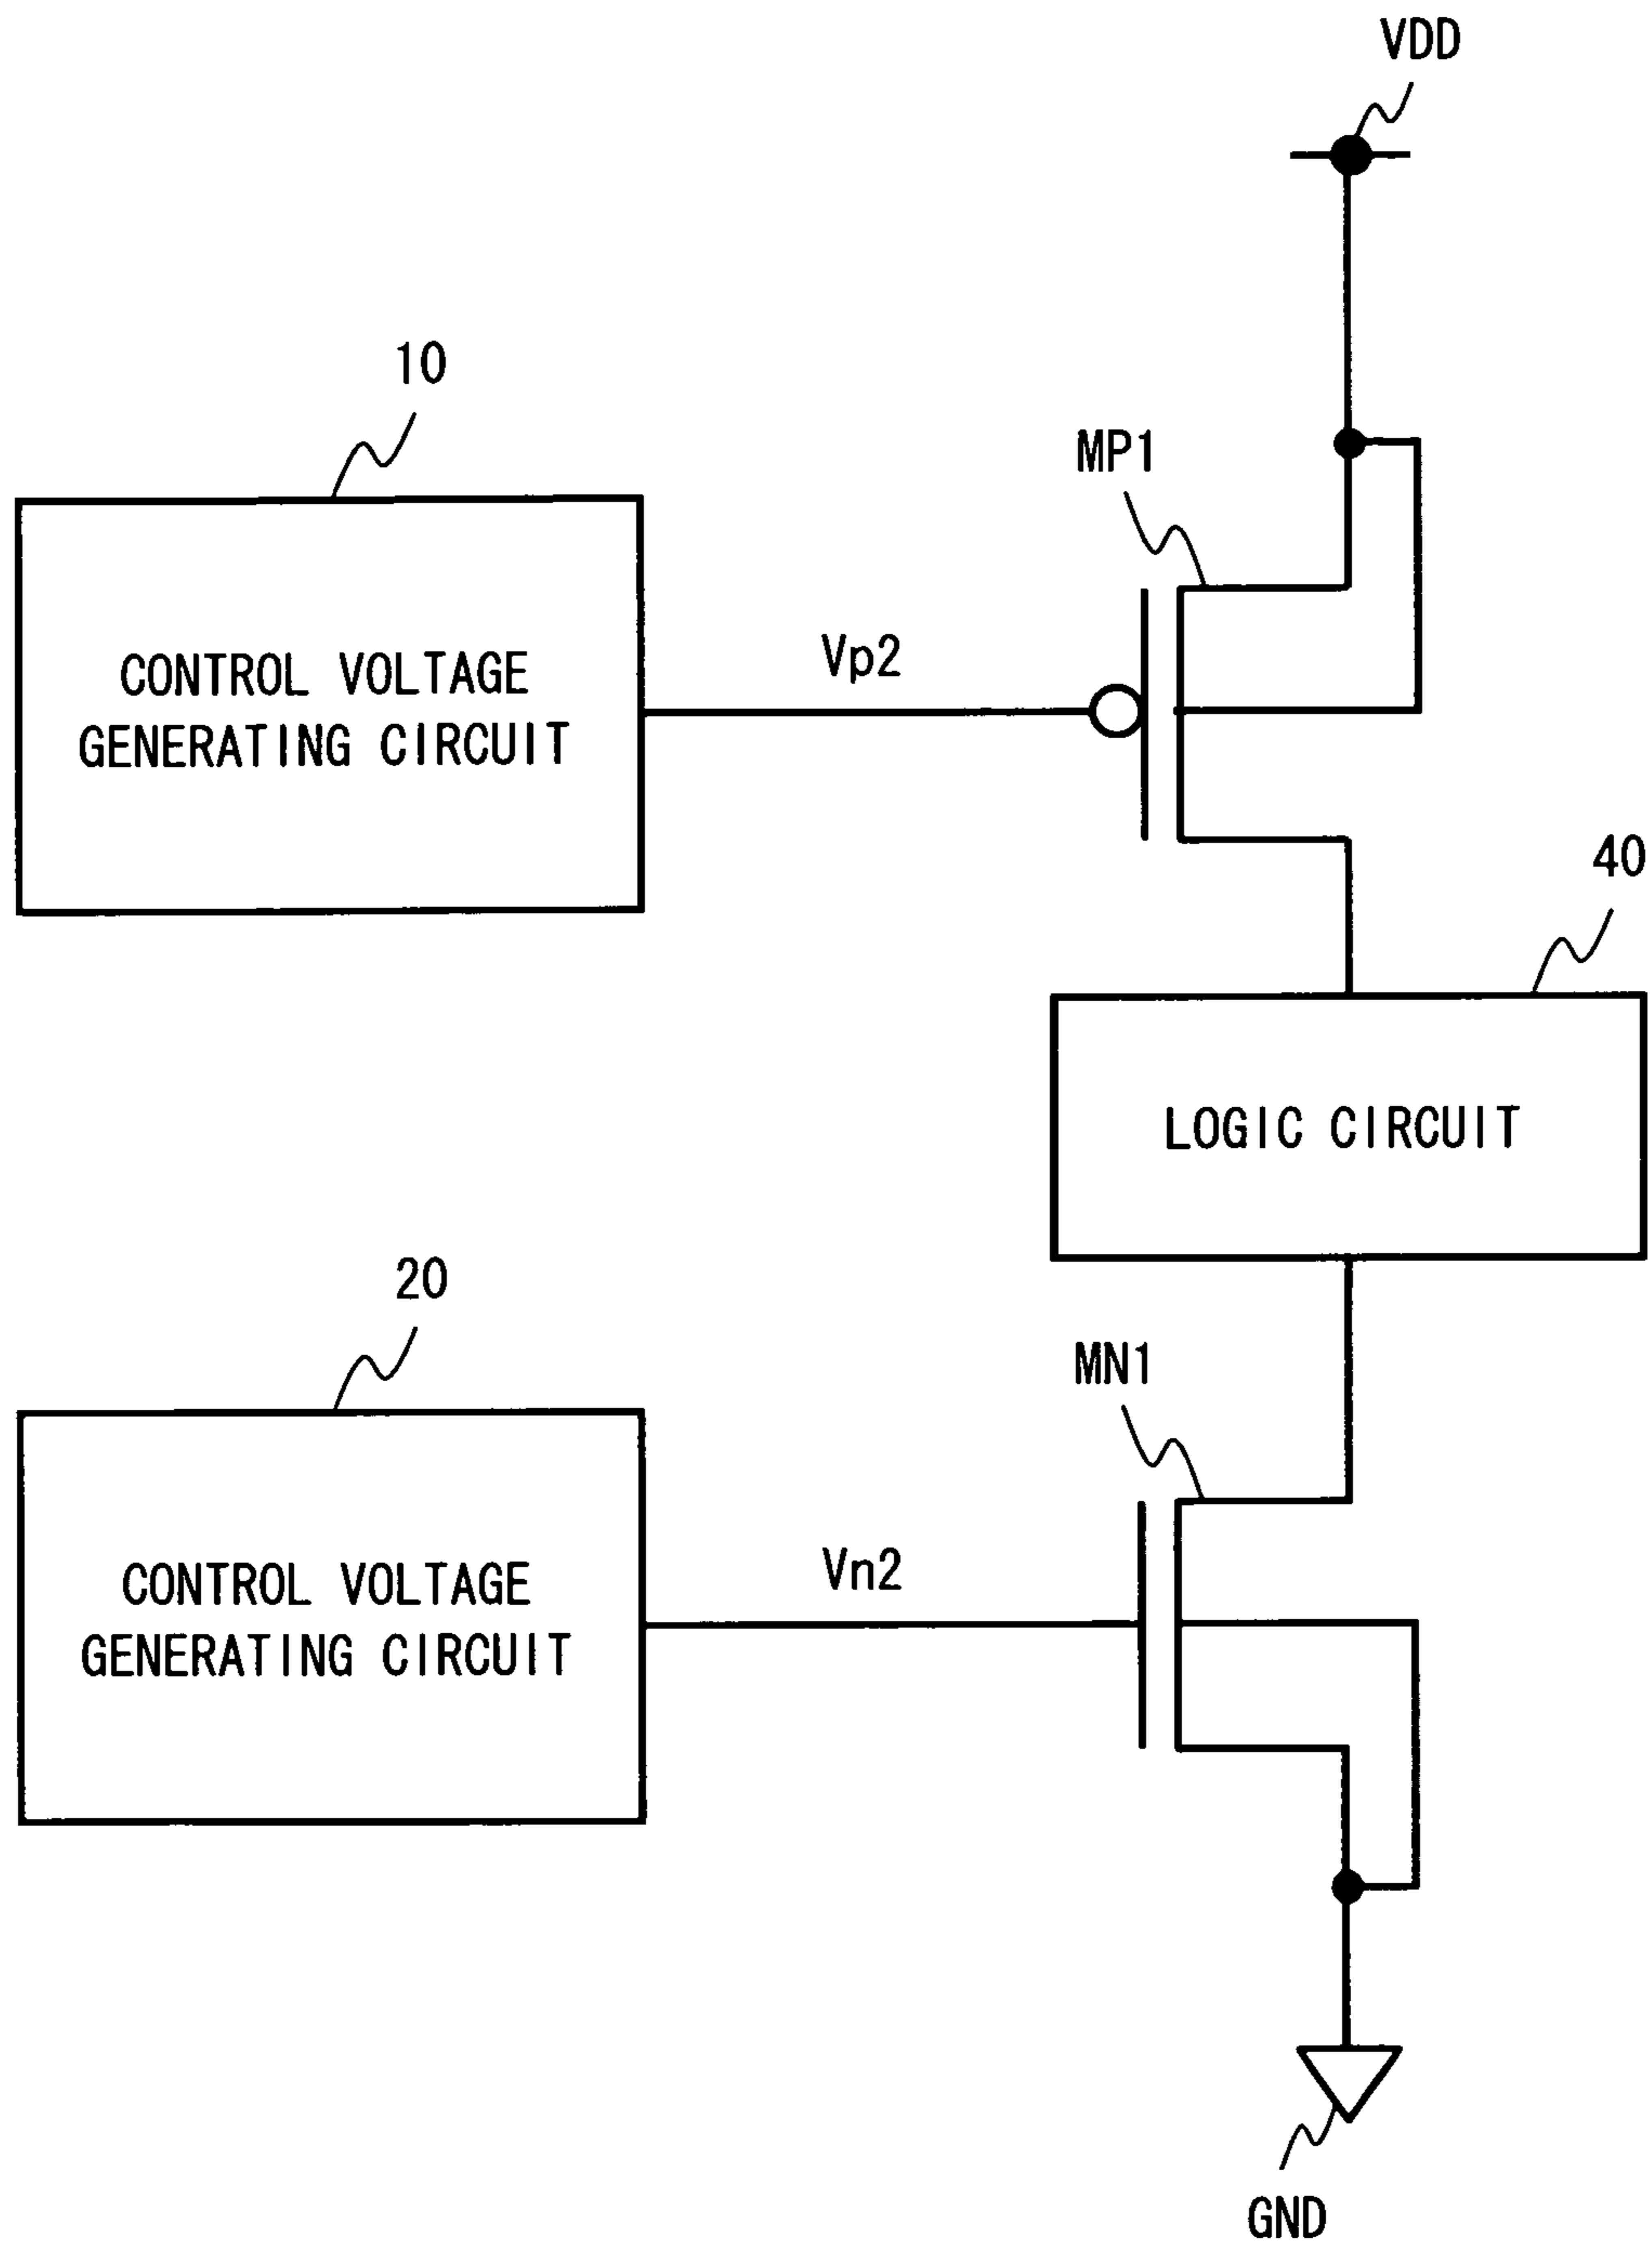 VDD
10
MP1
CONTROL VOLTAGE
GENERATING CIRCUIT
Vp2
40
LOGIC CIRCUIT
20
MN1
CONTROL VOLTAGE
GENERATING CIRCUIT
Vn2
GND